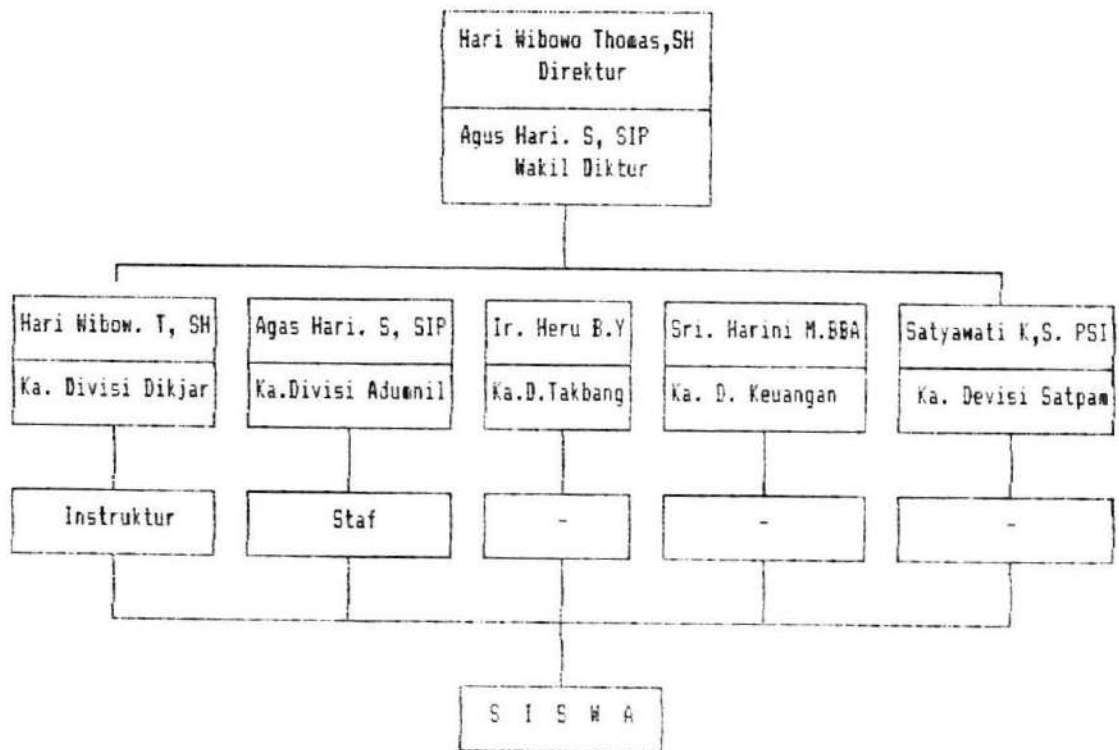 Hari Wibowo Thomas,SH
Direktur
Agus Hari. S, SIP
Wakil Diktur
Hari Wibow. T, SH
Ka. Divisi Dikjar
Agas Hari. S, SIP
Ka.Divisi Adumnil
Ir. Heru B.Y
Ka.D.Takbang
Sri. Harini M.BBA
Ka. D. Keuangan
Satyawati K,S. PSI
Ka. Devisi Satpam
Instruktur
Staf
-
-
-
S I S W A